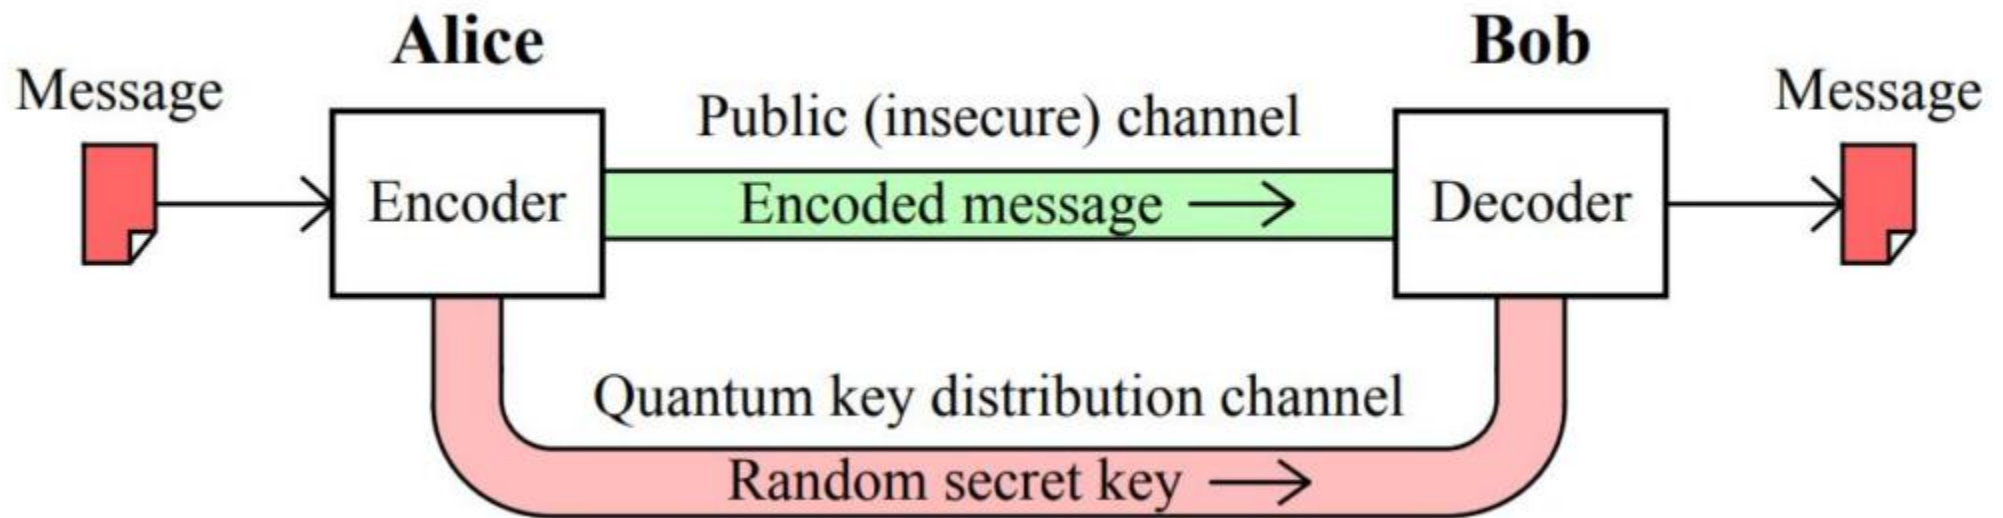 Alice
Bob
Message
Message
Public (insecure) channel
Encoder
Encoded message
Decoder
Quantum key distribution channel
Random secret key